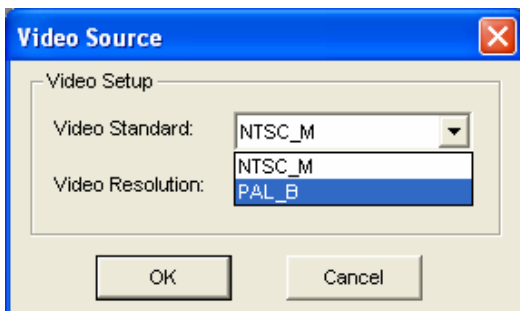 Video Source
Video Setup
Video Standard: NTSC_M
NTSC_M
Video Resolution: PAL_B
OK Cancel